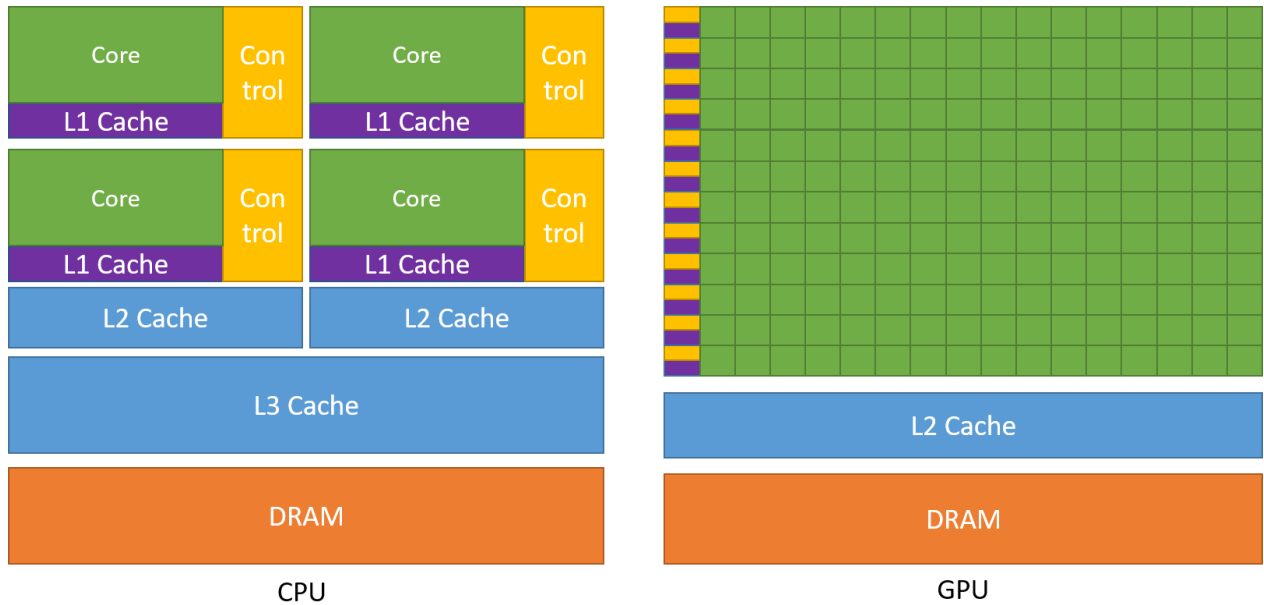 Core
Con
trol
L1 Cache
Core
Con
trol
L1 Cache
Core
Con
trol
L1 Cache
Core
Con
trol
L1 Cache
L2 Cache
L2 Cache
L3 Cache
DRAM
CPU
L2 Cache
DRAM
GPU